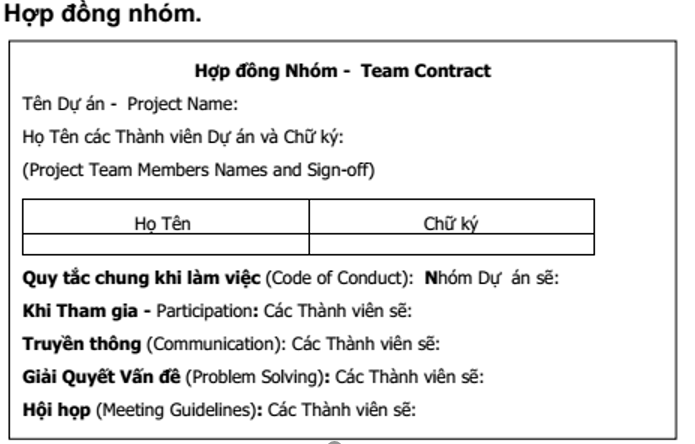 Hợp đồng nhóm.
Hợp đồng Nhóm - Team Contract
Tên Dự án - Project Name:
Họ Tên các Thành viên Dự án và Chữ ký:
(Project Team Members Names and Sign-off)
Họ Tên Chữ ký
Quy tắc chung khi làm việc (Code of Conduct): Nhóm Dự án sẽ:
Khi Tham gia - Participation: Các Thành viên sẽ:
Truyền thông (Communication): Các Thành viên sẽ:
Giải Quyết Vấn đề (Problem Solving): Các Thành viên sẽ:
Hội họp (Meeting Guidelines): Các Thành viên sẽ: